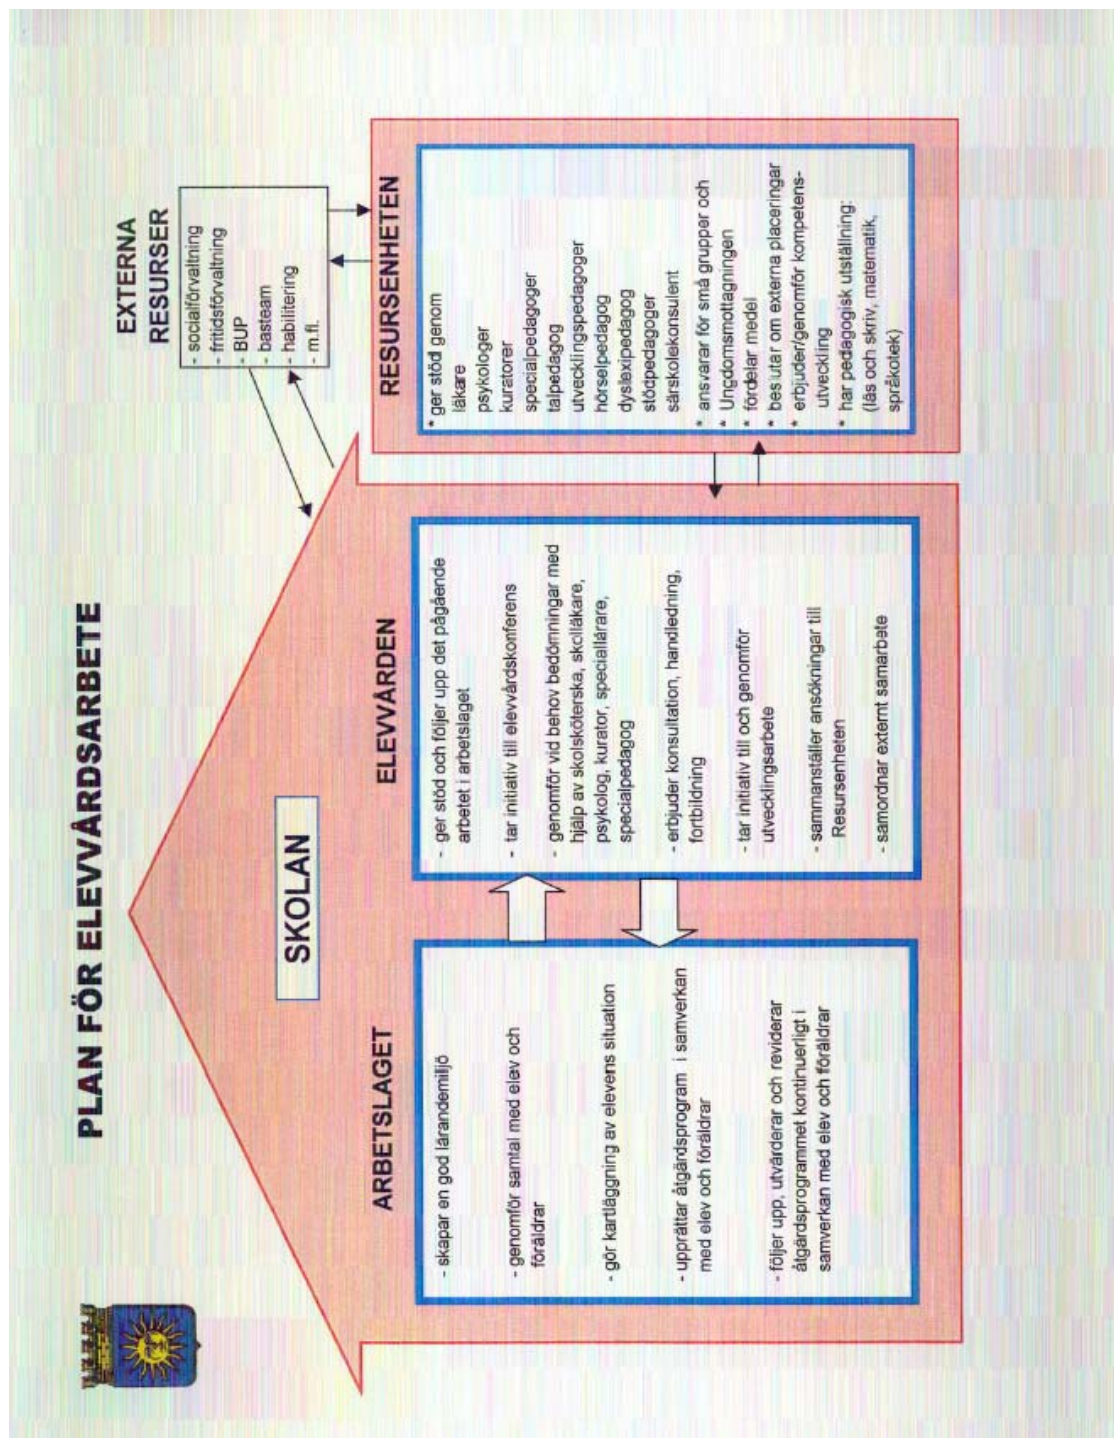 PLAN FÖR ELEVVÅRDSARBETE
SKOLAN
ARBETSLAGET
- skapar en god lärandemiljö
- genomför samtal med elev och
föräldrar
- gör kartläggning av elevens situation
- upprättar åtgärdsprogram i samverkan
med elev och föräldrar
- följer upp, utvärderar och reviderar
åtgärdsprogrammet kontinuerligt i
samverkan med elev och föräldrar
ELEVVÅRDEN
- ger stöd och följer upp det pågående
arbetet i arbetslaget
- tar initiativ till elevvårdskonferens
- genomför vid behov bedömningar med
hjälp av skolsköterska, skolläkare,
psykolog, kurator, speciallärare,
specialpedagog
- erbjuder konsultation, handledning,
fortbildning
- tar initiativ till och genomför
utvecklingsarbete
- sammanställer ansökningar till
Resursenheten
- samordnar externt samarbete
EXTERNA
RESURSER
- socialförvaltning
- fritidsförvaltning
- BUP
- basteam
- habilitering
- m.fl.
RESURSENHETEN
* ger stöd genom
läkare
psykologer
kuratorer
specialpedagoger
talpedagog
utvecklingspedagoger
hörselpedagog
dyslexipedagog
stödpedagoger
särskolekonsulent
* ansvarar för små grupper och
* Ungdomsmottagningen
* fördelar medel
* beslutar om externa placeringar
* erbjuder/genomför kompetens-
utveckling
* har pedagogisk utställning:
(läs och skriv, matematik,
språkotek)